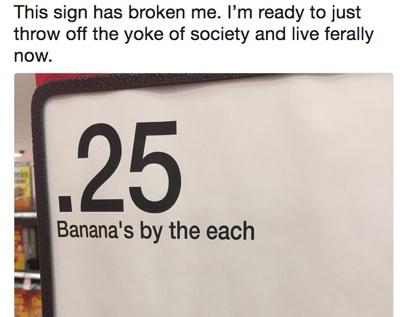 This sign has broken me. I’m ready to just
throw off the yoke of society and live ferally
now.
.25
Banana's by the each